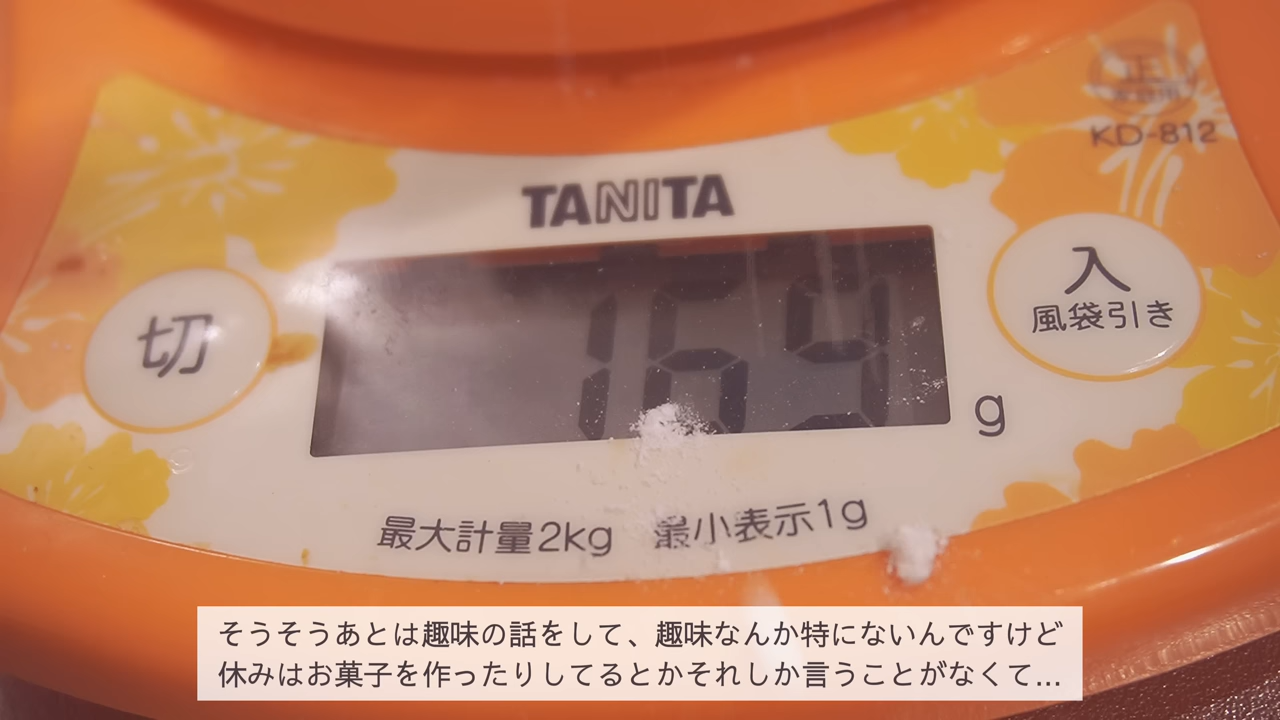 正
KD-812
TANITA
切
169
g
入
風袋引き
最大計量2kg 最小表示1g
そうそうあとは趣味の話をして、趣味なんか特にないんですけど
休みはお菓子を作ったりしてるとかそれしか言うことがなくて…